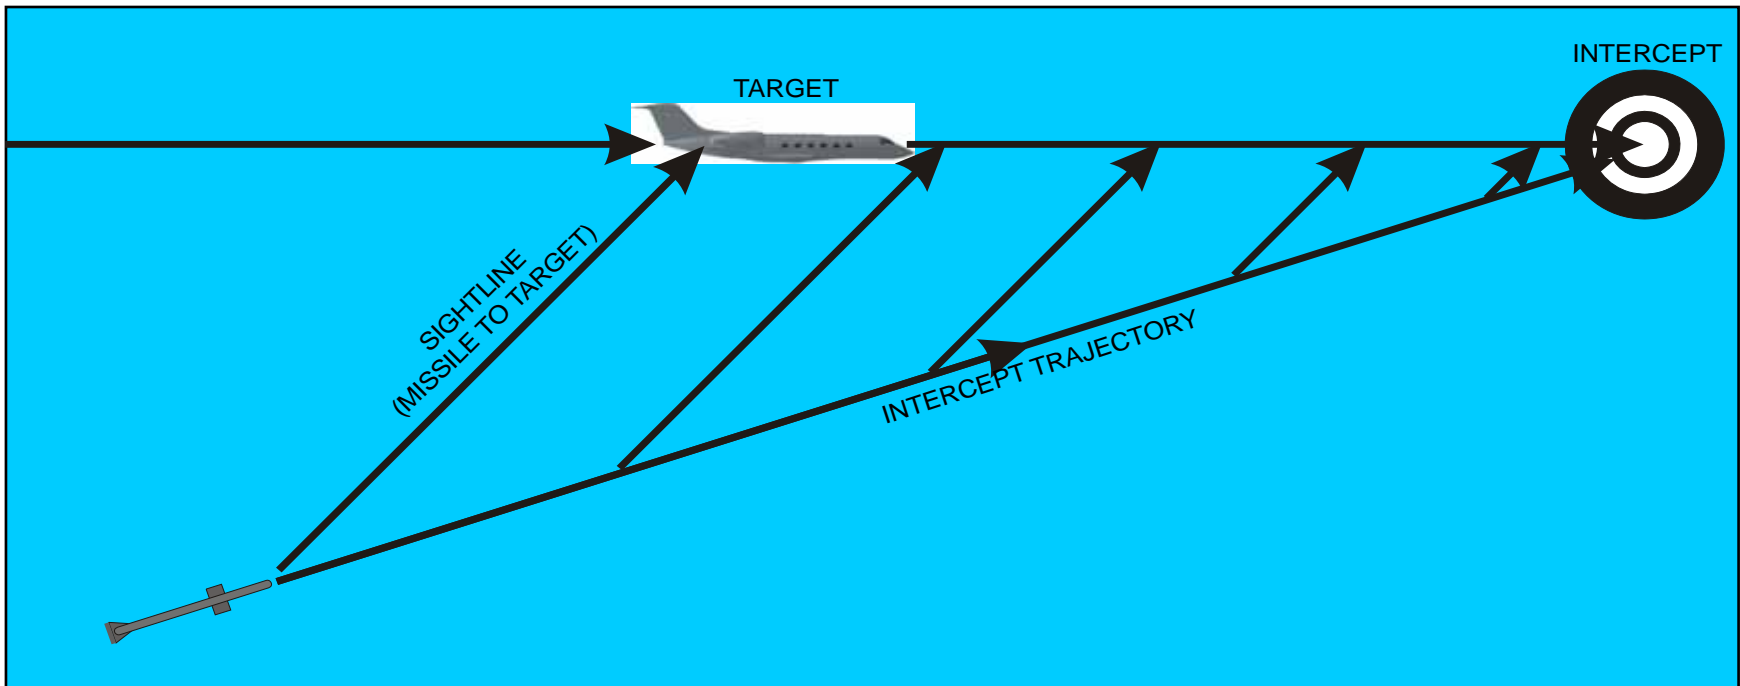 INTERCEPT
TARGET
SIGHTLINE
(MISSILE TO TARGET)
INTERCEPT TRAJECTORY